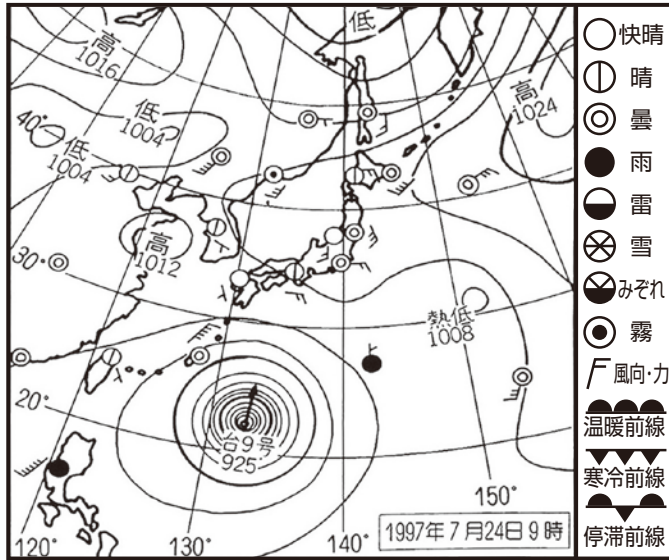 低
高
1016
高
1024
低
1004
40°
低
1004
高
1012
30°
熱低
1008
20°
台9号
925
150°
120°
130°
140°
1997年7月24日9時
快晴
晴
曇
雨
雷
雪
みぞれ
霧
風向・力
温暖前線
寒冷前線
停滞前線